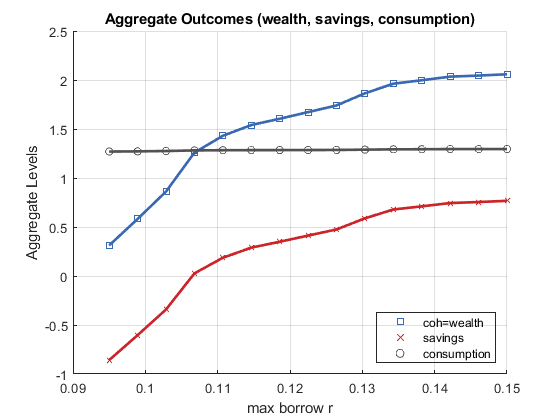 Aggregate Outcomes (wealth, savings, consumption)
2.5
2
1.5
1
0.5
0
-0.5
-1
Aggregate Levels
0.09
0.1
0.11
0.12
0.13
0.14
0.15
max borrow r
coh=wealth
savings
consumption